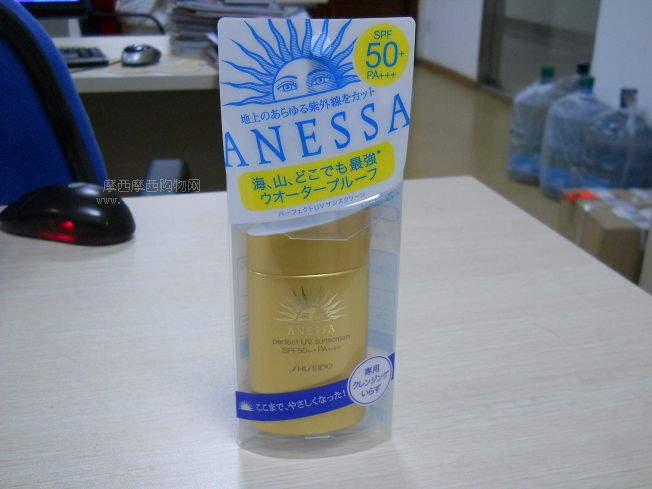 SPF
50+
PA+++
地上のあらゆる紫外線をカット
ANESSA
海、山、どこでも最強*
ウオータープルーフ
パーフェクトUVサンスクリーン
摩西摩西购物网
ANESSA
perfect UV sunscreen
SPF50+・PA+++
SHISEIDO
専用
クレンジング
いらず
ここまで、やさしくなった!